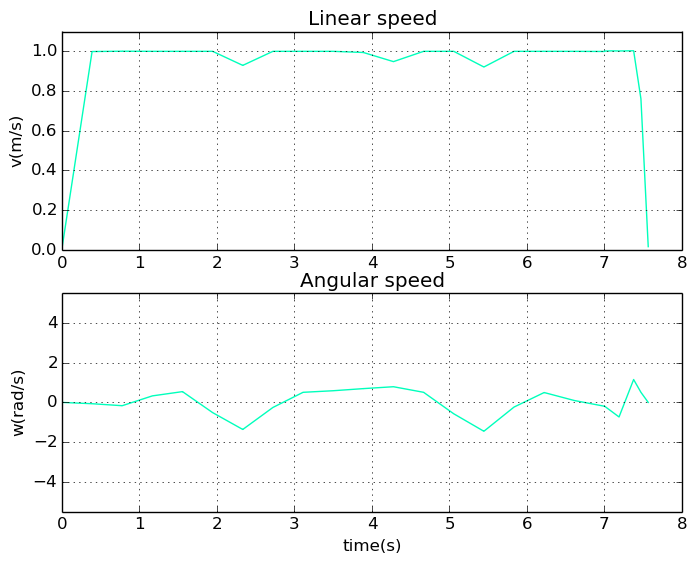 Linear speed
1.0
0.8
0.6
0.4
0.2
0.0
v(m/s)
0 1 2 3 4 5 6 7 8
Angular speed
4
2
0
−2
−4
w(rad/s)
0 1 2 3 4 5 6 7 8
time(s)